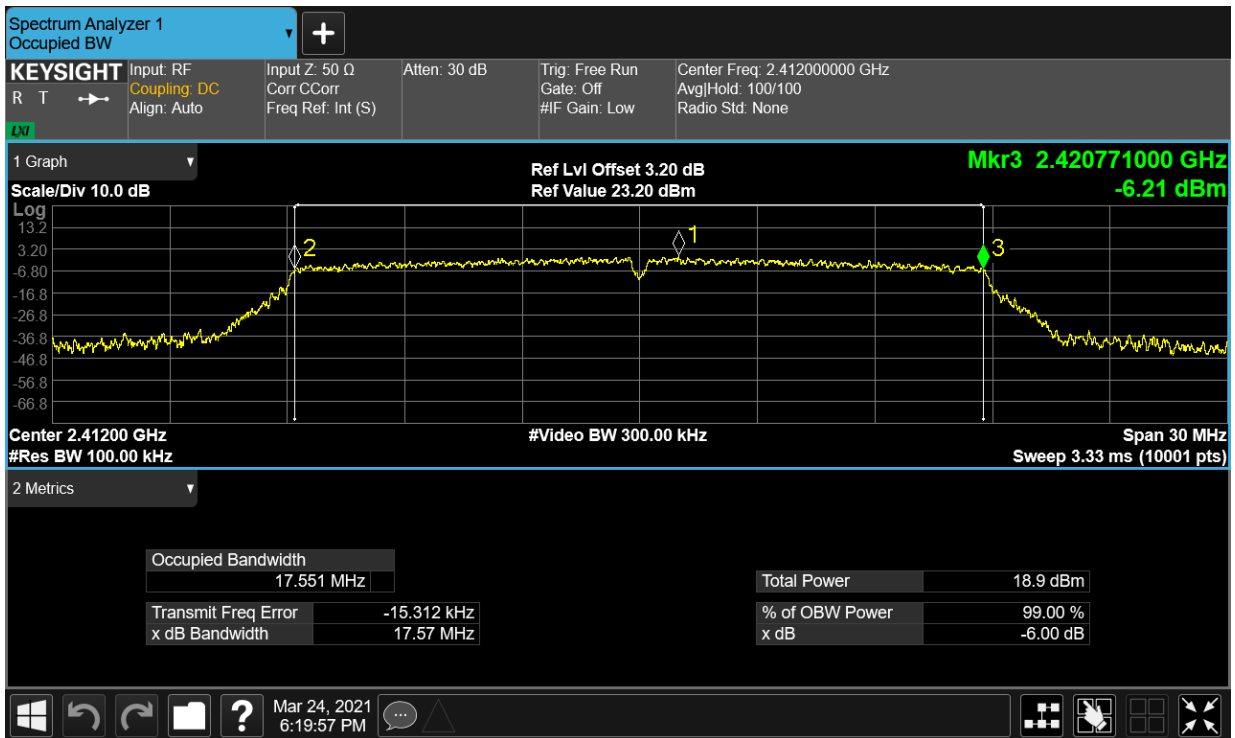 Spectrum Analyzer 1
Occupied BW
+
KEYSIGHT
R T
LXI
Input: RF
Coupling: DC
Align: Auto
Input Z: 50 Ω
Corr CCorr
Freq Ref: Int (S)
Atten: 30 dB
Trig: Free Run
Gate: Off
#IF Gain: Low
Center Freq: 2.412000000 GHz
Avg|Hold: 100/100
Radio Std: None
1 Graph
Ref Lvl Offset 3.20 dB
Mkr3 2.420771000 GHz
Scale/Div 10.0 dB
Ref Value 23.20 dBm
-6.21 dBm
Log
13.2
3.20
-6.80
-16.8
-26.8
-36.8
-46.8
-56.8
-66.8
2
1
3
Center 2.41200 GHz
#Video BW 300.00 kHz
Span 30 MHz
#Res BW 100.00 kHz
Sweep 3.33 ms (10001 pts)
2 Metrics
Occupied Bandwidth
17.551 MHz
Total Power 18.9 dBm
Transmit Freq Error -15.312 kHz
% of OBW Power 99.00 %
x dB Bandwidth 17.57 MHz
x dB -6.00 dB
?
Mar 24, 2021
6:19:57 PM